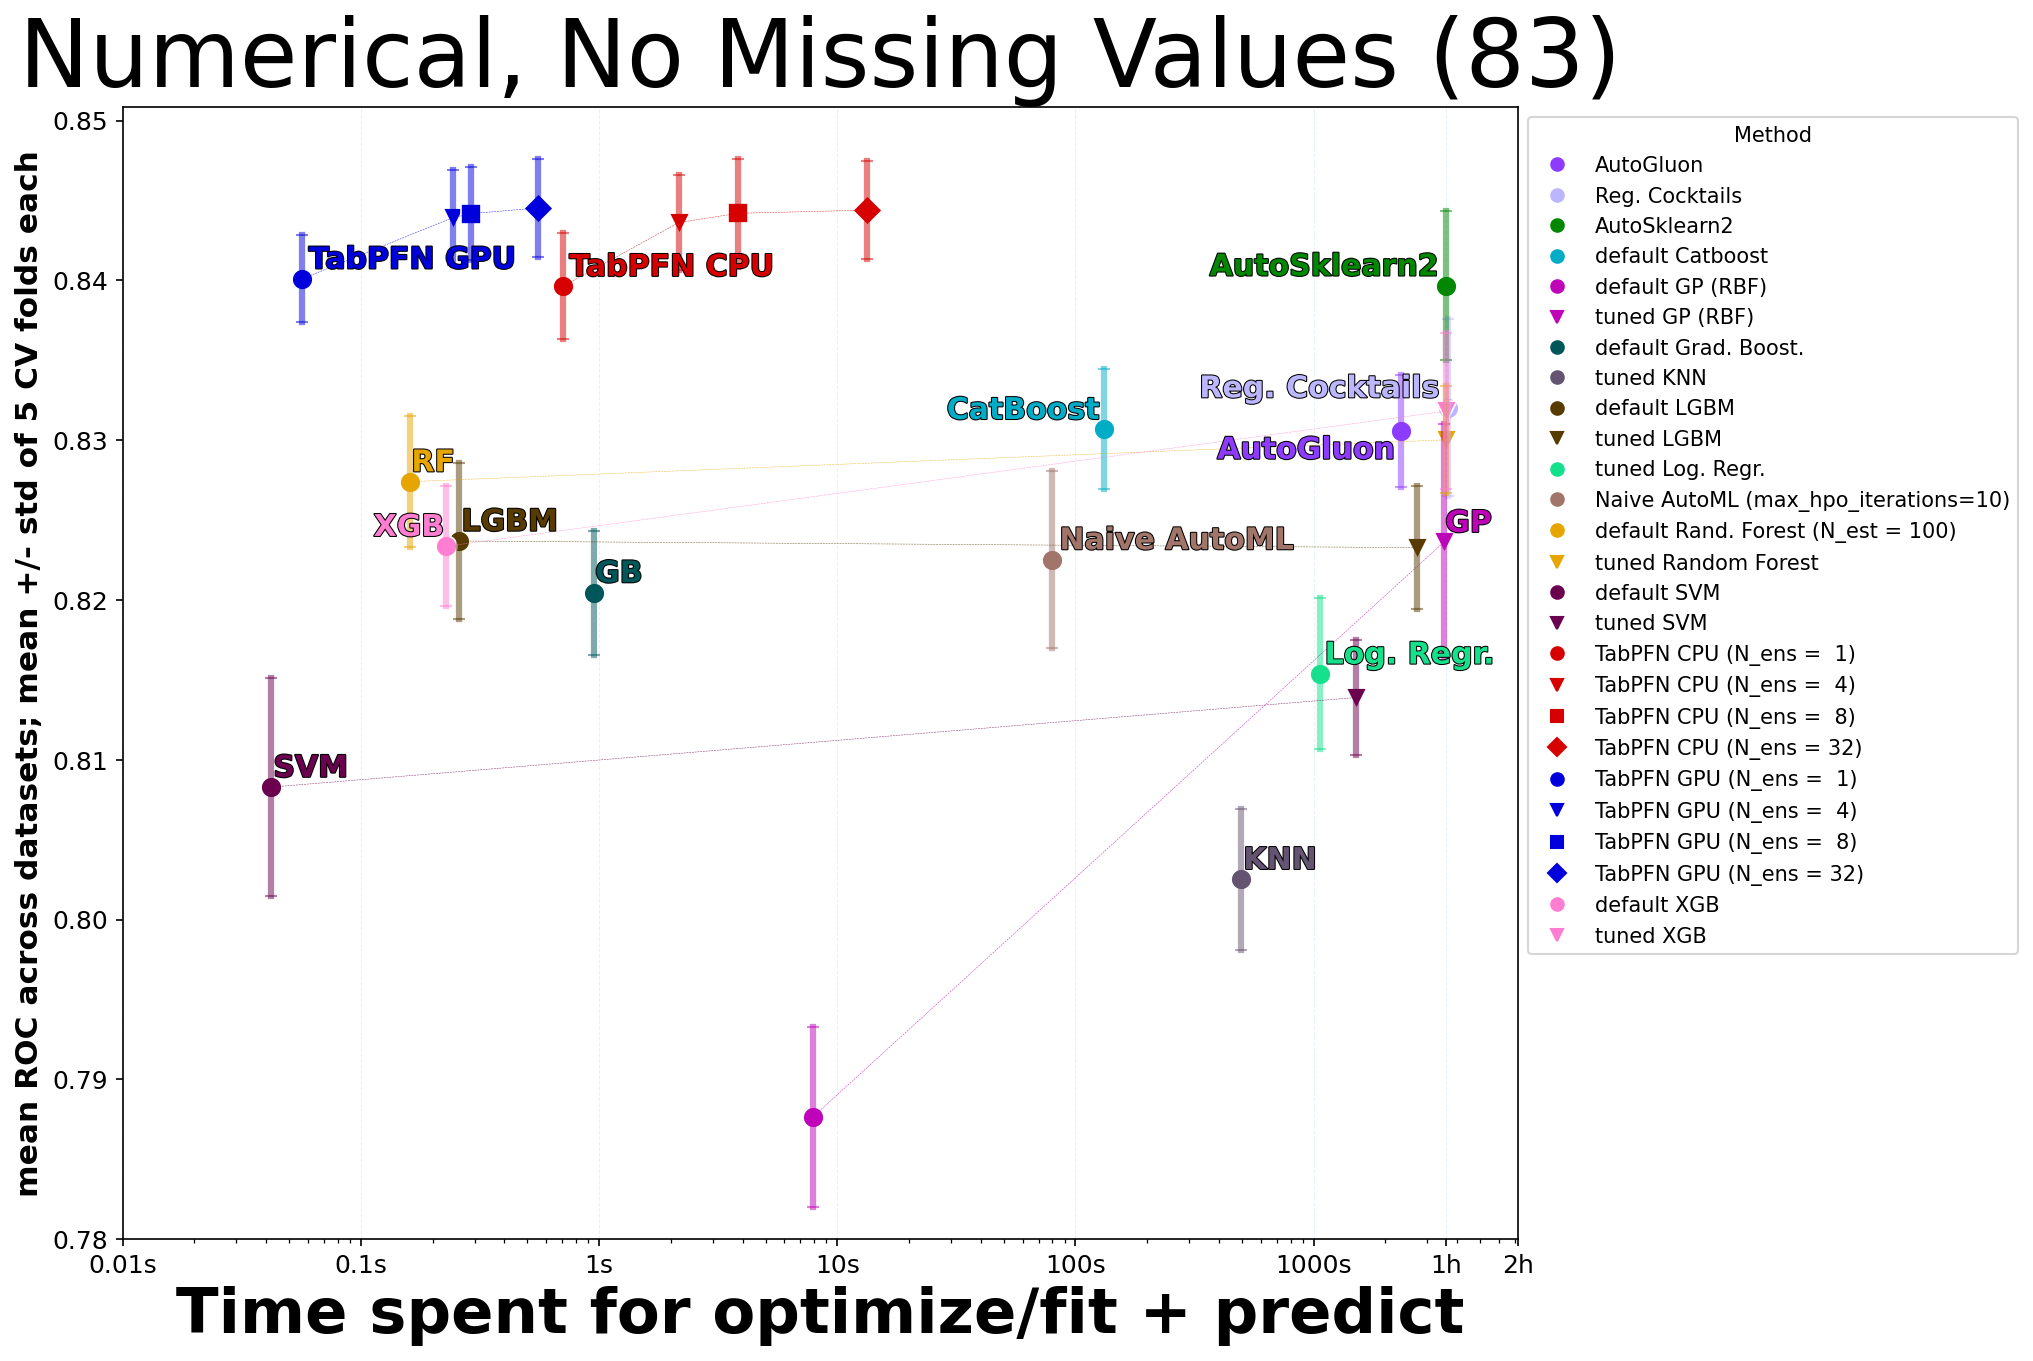 Numerical, No Missing Values (83)
mean ROC across datasets; mean +/- std of 5 CV folds each
0.85
0.84
0.83
0.82
0.81
0.80
0.79
0.78
TabPFN GPU
TabPFN CPU
AutoSklearn2
Reg. Cocktails
CatBoost
AutoGluon
RF
XGB
LGBM
GP
Naive AutoML
GB
Log. Regr.
SVM
KNN
0.01s
0.1s
1s
10s
100s
1000s
1h
2h
Time spent for optimize/fit + predict
Method
AutoGluon
Reg. Cocktails
AutoSklearn2
default Catboost
default GP (RBF)
tuned GP (RBF)
default Grad. Boost.
tuned KNN
default LGBM
tuned LGBM
tuned Log. Regr.
Naive AutoML (max_hpo_iterations=10)
default Rand. Forest (N_est = 100)
tuned Random Forest
default SVM
tuned SVM
TabPFN CPU (N_ens =  1)
TabPFN CPU (N_ens =  4)
TabPFN CPU (N_ens =  8)
TabPFN CPU (N_ens = 32)
TabPFN GPU (N_ens =  1)
TabPFN GPU (N_ens =  4)
TabPFN GPU (N_ens =  8)
TabPFN GPU (N_ens = 32)
default XGB
tuned XGB